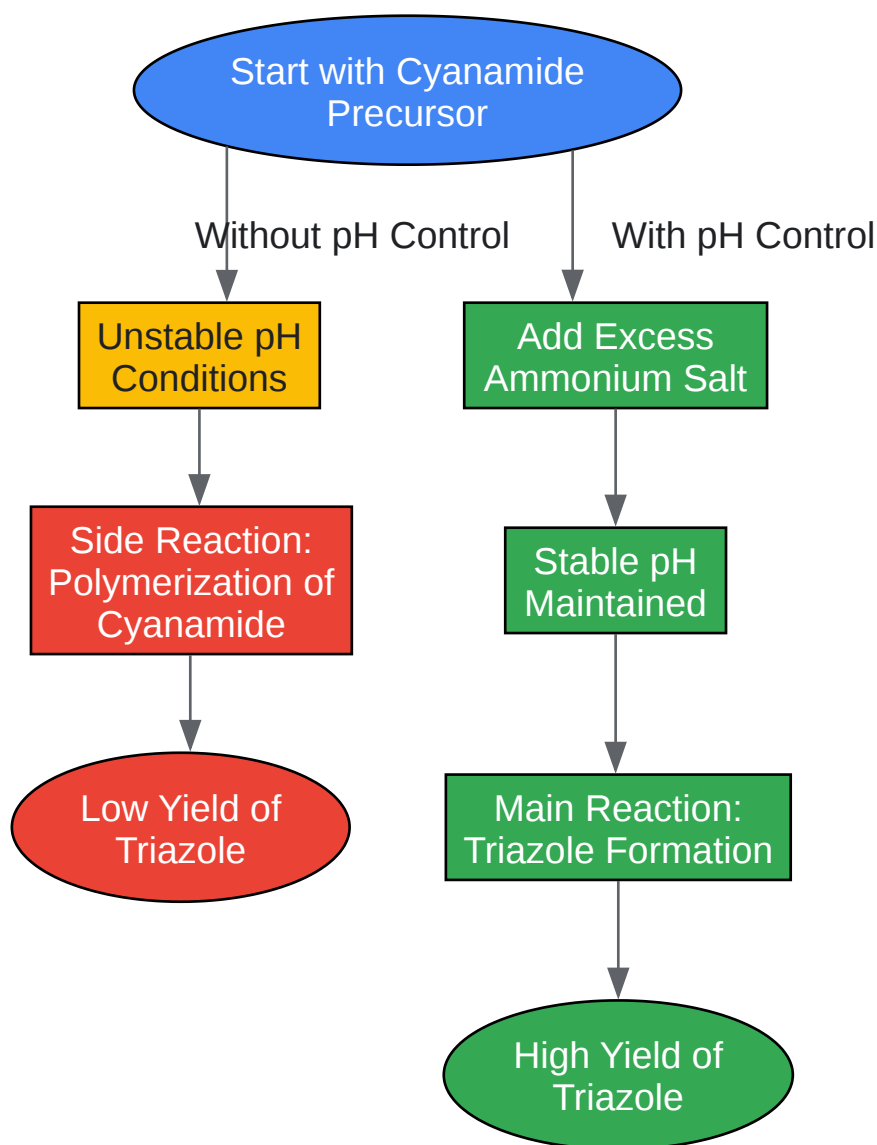 Start with Cyanamide
Precursor
Without pH Control
With pH Control
Unstable pH
Conditions
Add Excess
Ammonium Salt
Side Reaction:
Polymerization of
Cyanamide
Stable pH
Maintained
Low Yield of
Triazole
Main Reaction:
Triazole Formation
High Yield of
Triazole